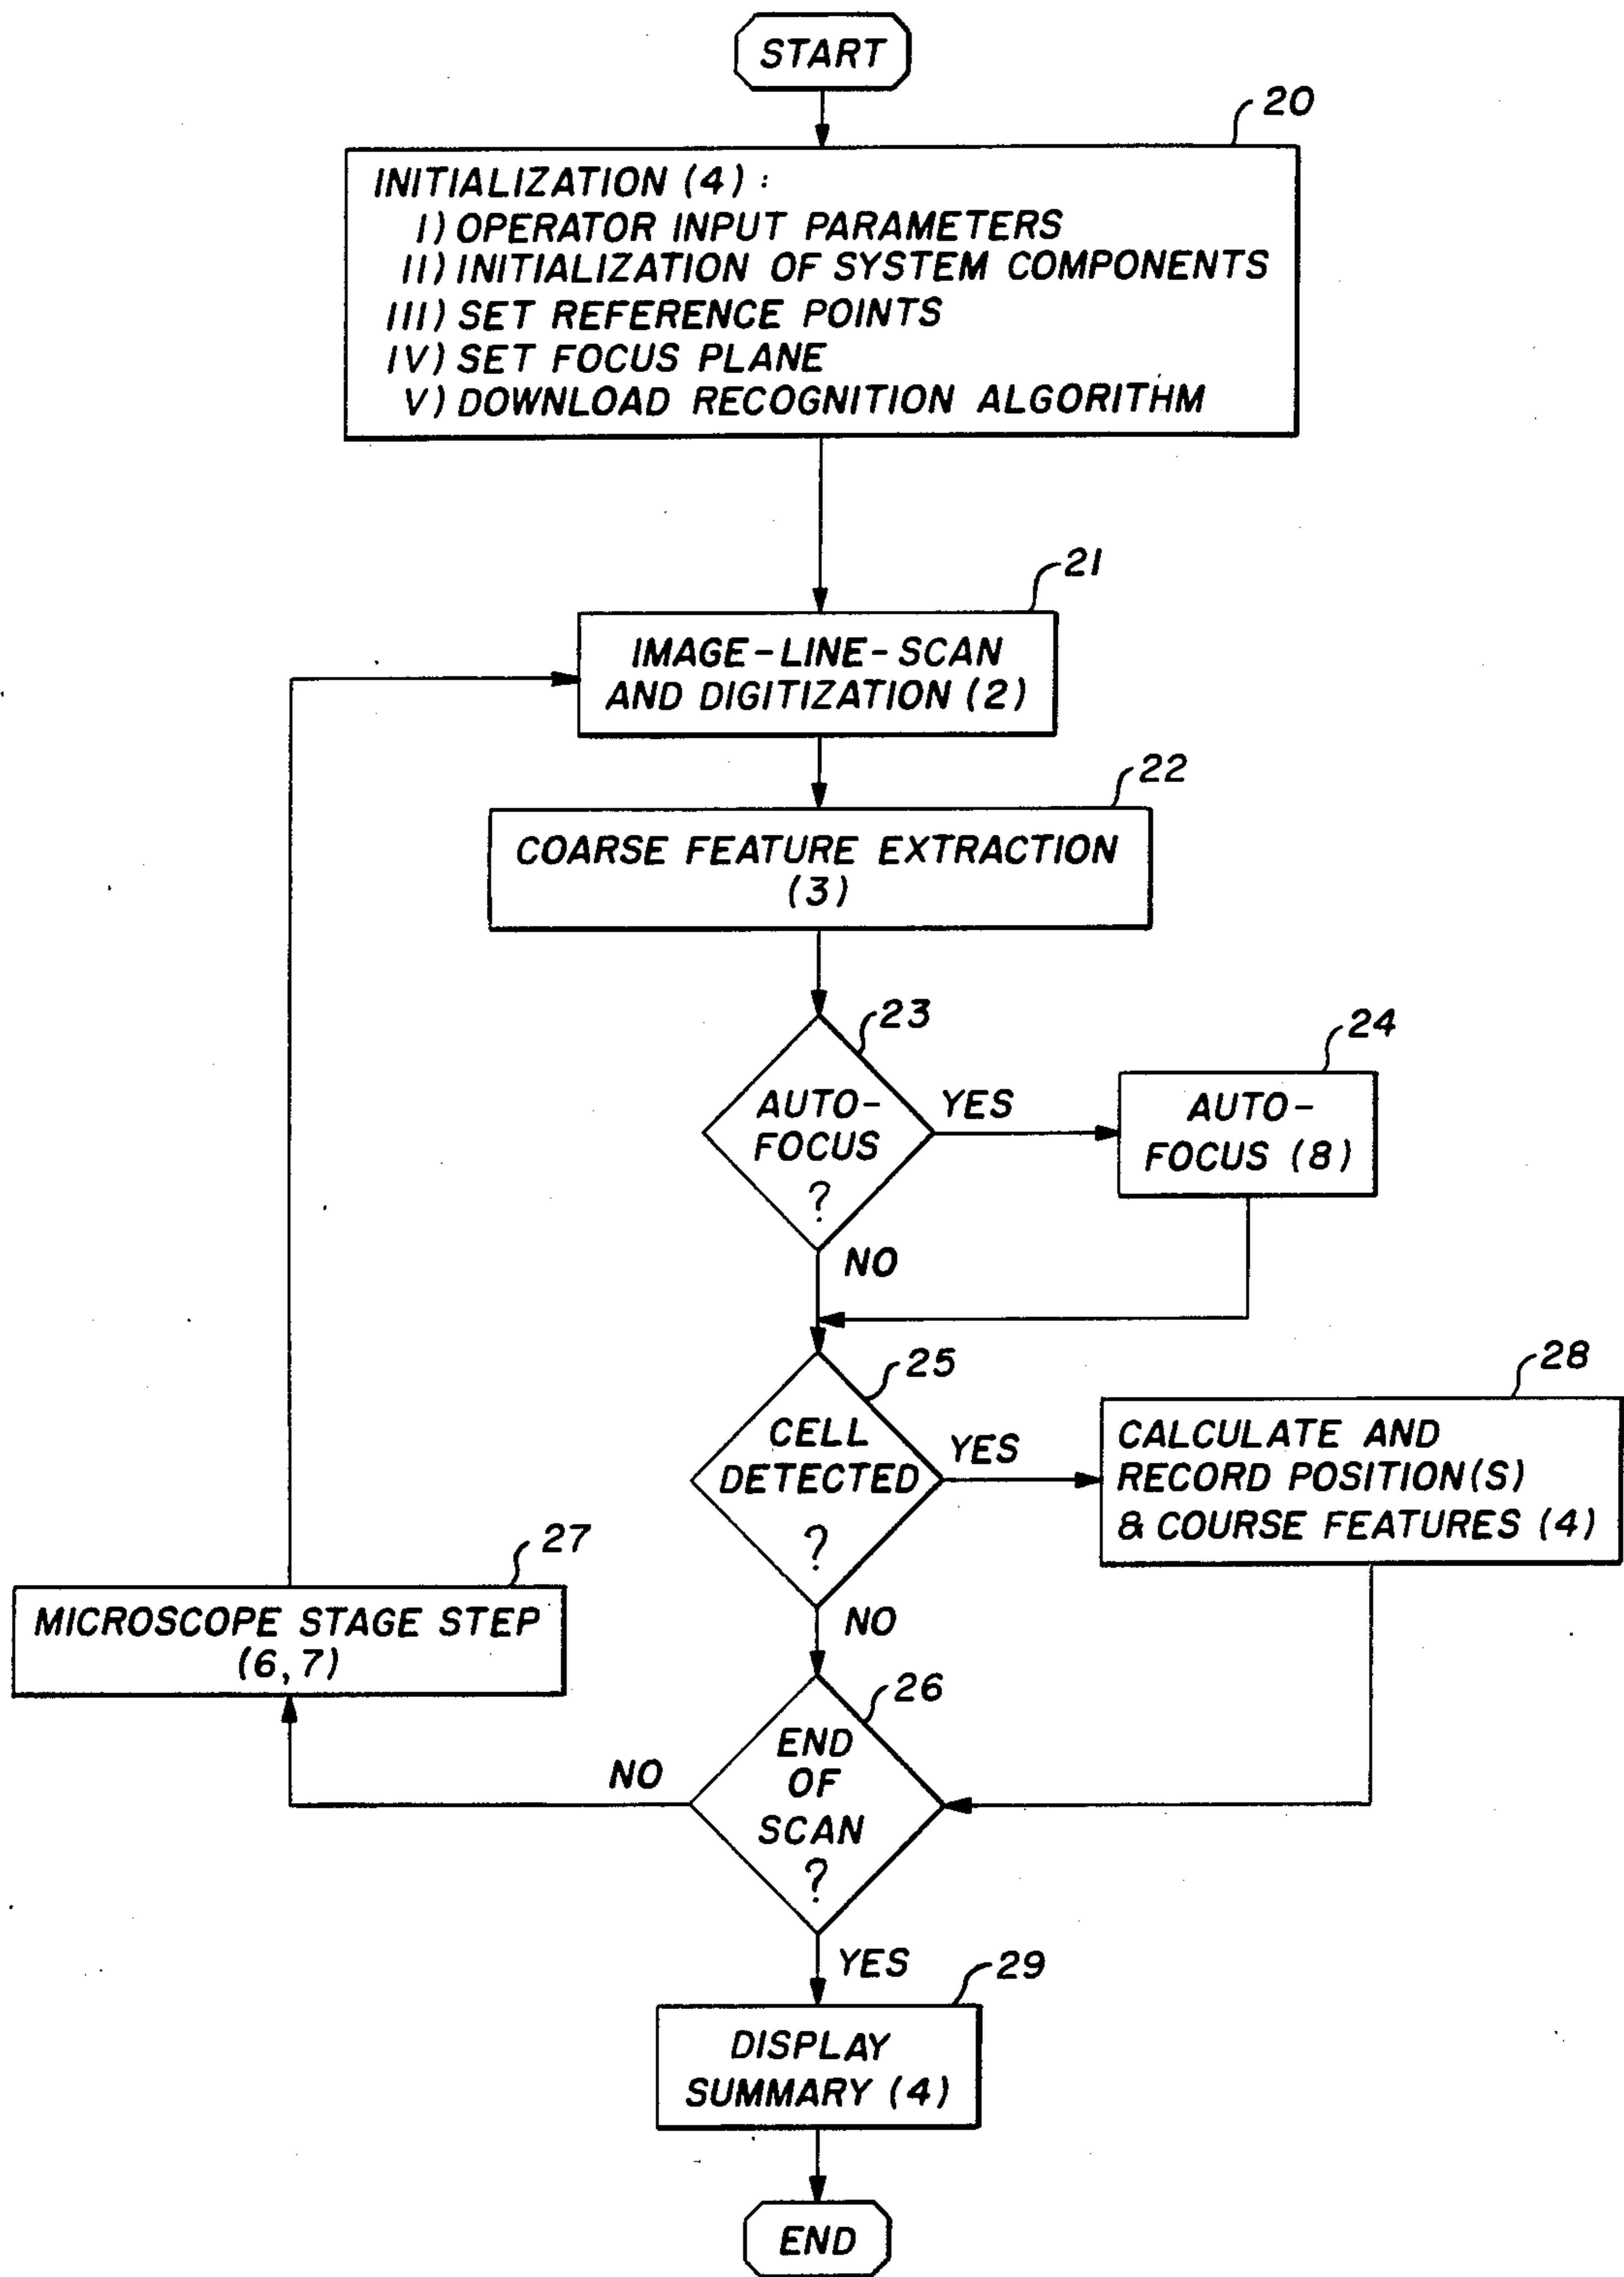 START
20
INITIALIZATION (4) :
I) OPERATOR INPUT PARAMETERS
II) INITIALIZATION OF SYSTEM COMPONENTS
III) SET REFERENCE POINTS
IV) SET FOCUS PLANE
V) DOWNLOAD RECOGNITION ALGORITHM
21
IMAGE-LINE-SCAN
AND DIGITIZATION (2)
22
COARSE FEATURE EXTRACTION
(3)
23
AUTO-
FOCUS
?
YES
24
AUTO-
FOCUS (8)
NO
25
CELL
DETECTED
?
YES
28
CALCULATE AND
RECORD POSITION(S)
& COURSE FEATURES (4)
NO
27
MICROSCOPE STAGE STEP
(6,7)
26
END
OF
SCAN
?
NO
YES
29
DISPLAY
SUMMARY (4)
END